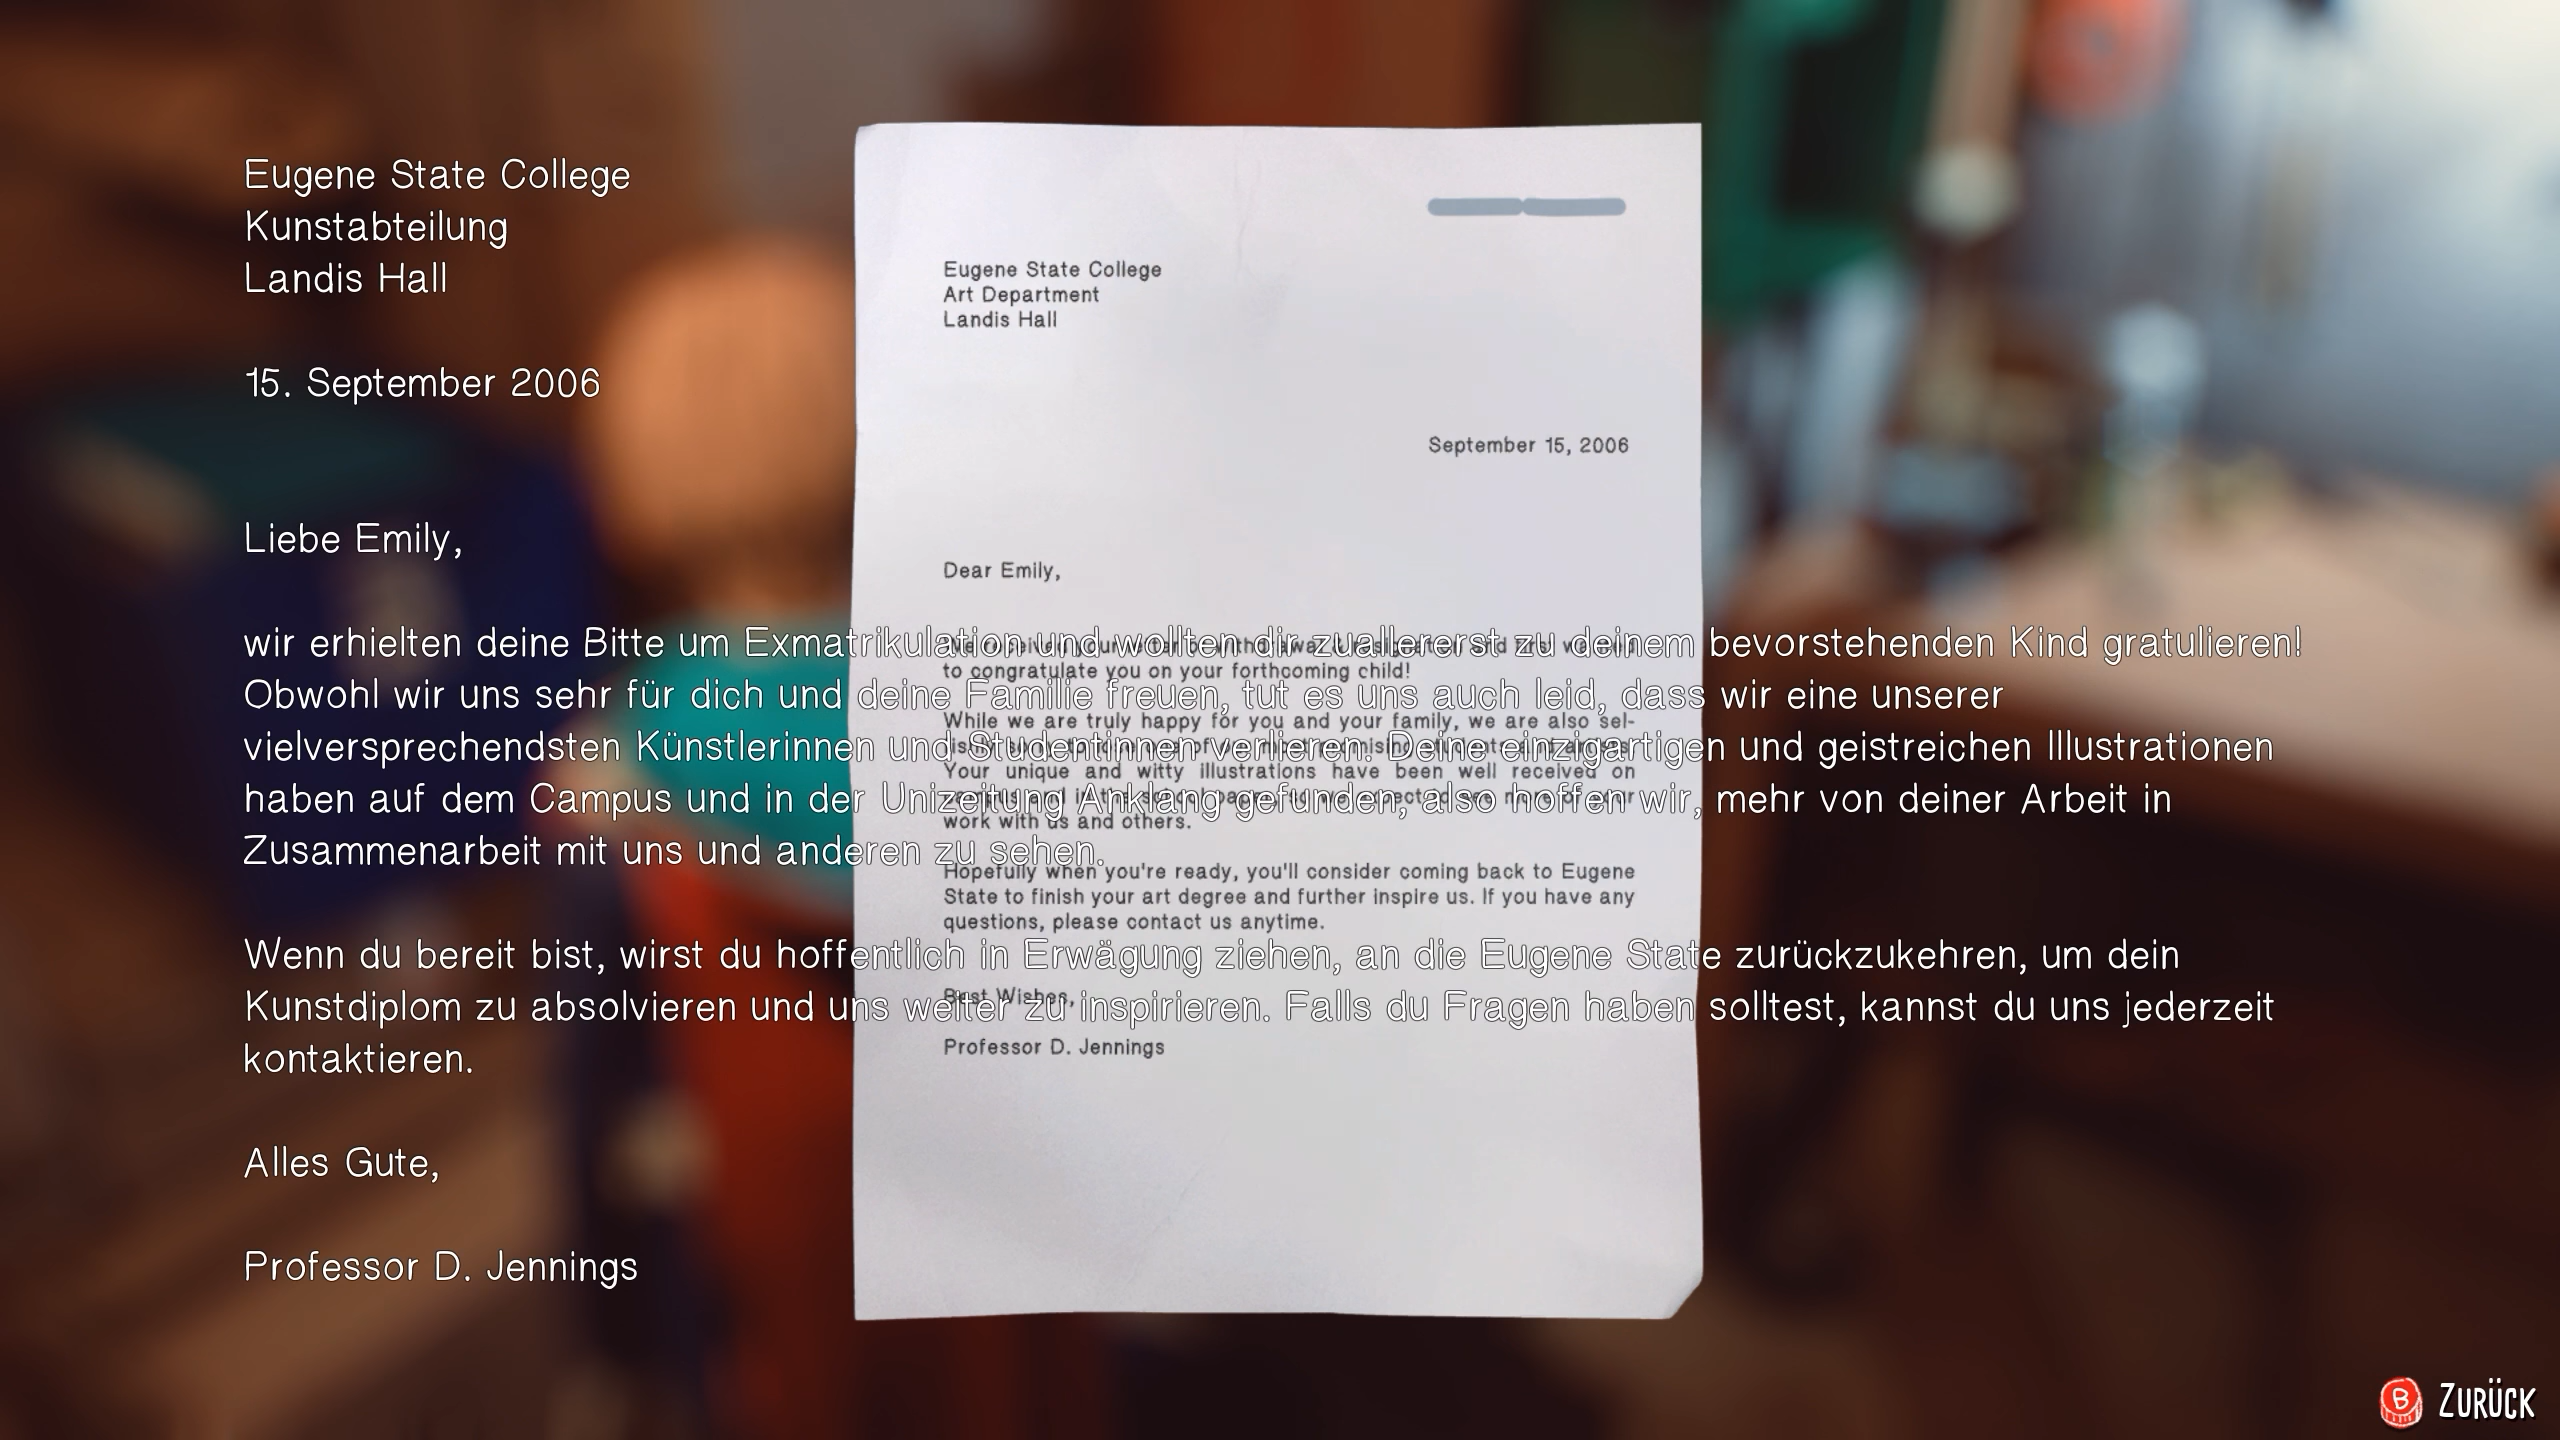 Eugene State College
Kunstabteilung
Landis Hall
15. September 2006
Liebe Emily,
wir erhielten deine Bitte um Exmatrikulation und wollten dir zuallererst zu deinem bevorstehenden Kind gratulieren!
Obwohl wir uns sehr für dich und deine Familie freuen, tut es uns auch leid, dass wir eine unserer
vielversprechendsten Künstlerinnen und Studentinnen verlieren. Deine einzigartigen und geistreichen Illustrationen
haben auf dem Campus und in der Unizeitung Anklang gefunden, also hoffen wir, mehr von deiner Arbeit in
Zusammenarbeit mit uns und anderen zu sehen.
Wenn du bereit bist, wirst du hoffentlich in Erwägung ziehen, an die Eugene State zurückzukehren, um dein
Kunstdiplom zu absolvieren und uns weiter zu inspirieren. Falls du Fragen haben solltest, kannst du uns jederzeit
kontaktieren.
Alles Gute,
Professor D. Jennings
Eugene State College
Art Department
Landis Hall
September 15, 2006
Dear Emily,
to congratulate you on your forthcoming child!
While we are truly happy for you and your family, we are also sel-
Your unique and witty illustrations have been well received on
work with us and others.
Hopefully when you're ready, you'll consider coming back to Eugene
State to finish your art degree and further inspire us. If you have any
questions, please contact us anytime.
Best Wishes,
Professor D. Jennings
B ZURÜCK